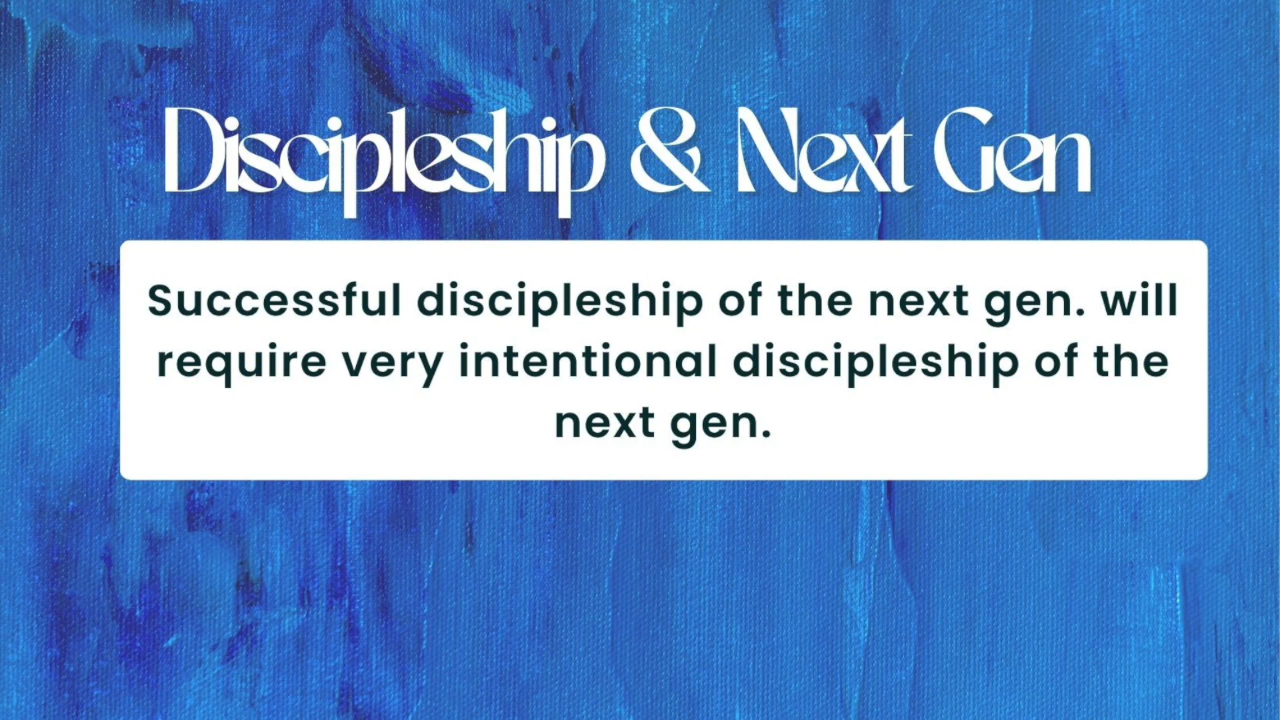 Discipleship & Next Gen
Successful discipleship of the next gen. will
require very intentional discipleship of the
next gen.